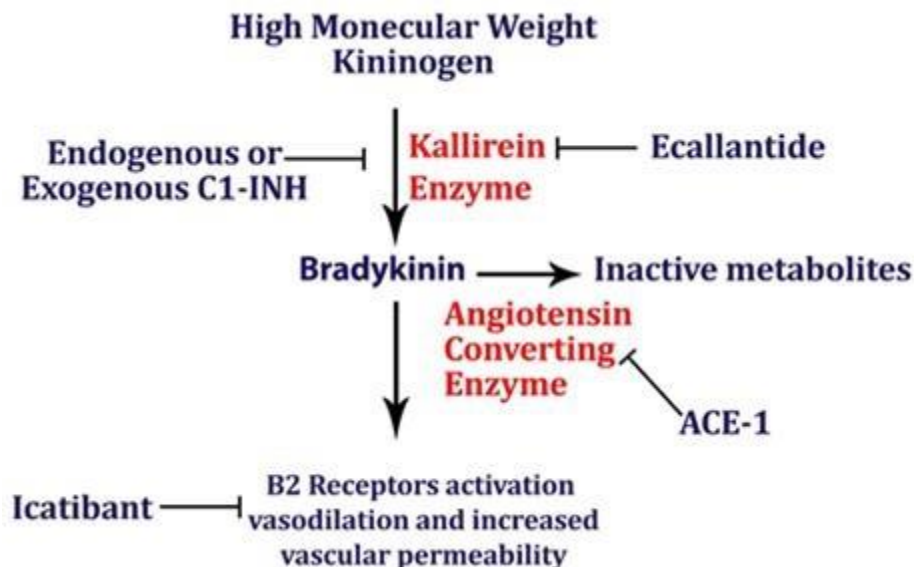 High Monecular Weight
Kininogen
Endogenous or
Exogenous C1-INH
Kallirein
Enzyme
Ecallantide
Bradykinin
Inactive metabolites
Angiotensin
Converting
Enzyme
ACE-1
Icatibant
B2 Receptors activation
vasodilation and increased
vascular permeability